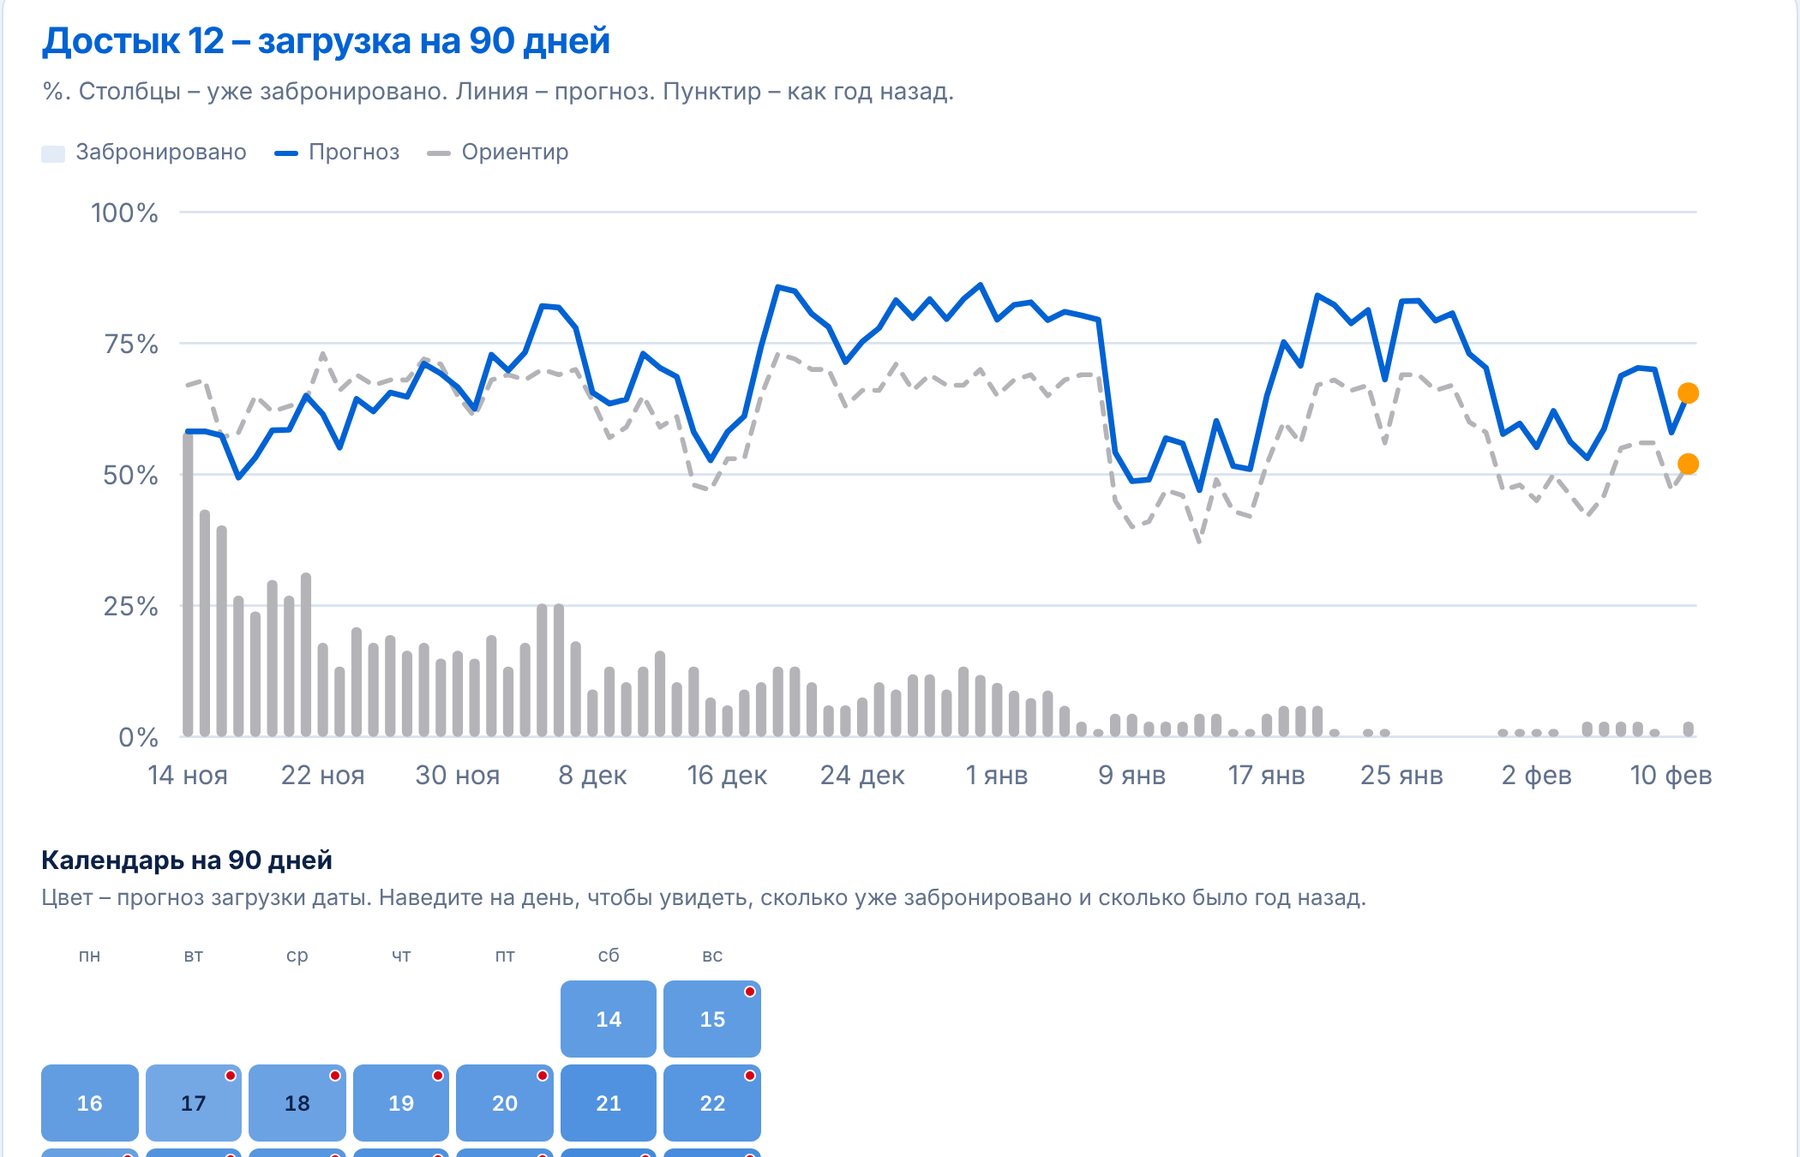 Достык 12 – загрузка на 90 дней
%. Столбцы – уже забронировано. Линия – прогноз. Пунктир – как год назад.
Забронировано Прогноз Ориентир
100%
75%
50%
25%
0%
14 ноя 22 ноя 30 ноя 8 дек 16 дек 24 дек 1 янв 9 янв 17 янв 25 янв 2 фев 10 фев
Календарь на 90 дней
Цвет – прогноз загрузки даты. Наведите на день, чтобы увидеть, сколько уже забронировано и сколько было год назад.
пн вт ср чт пт сб вс
14 15
16 17 18 19 20 21 22